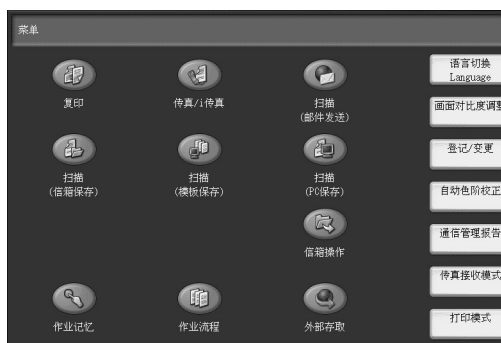 菜单
复印
传真/i传真
扫描
(邮件发送)
扫描
(信箱保存)
扫描
(模板保存)
扫描
(PC保存)
信箱操作
作业记忆
作业流程
外部存取
语言切换
Language
画面对比度调整
登记/变更
自动色阶校正
通信管理报告
传真接收模式
打印模式